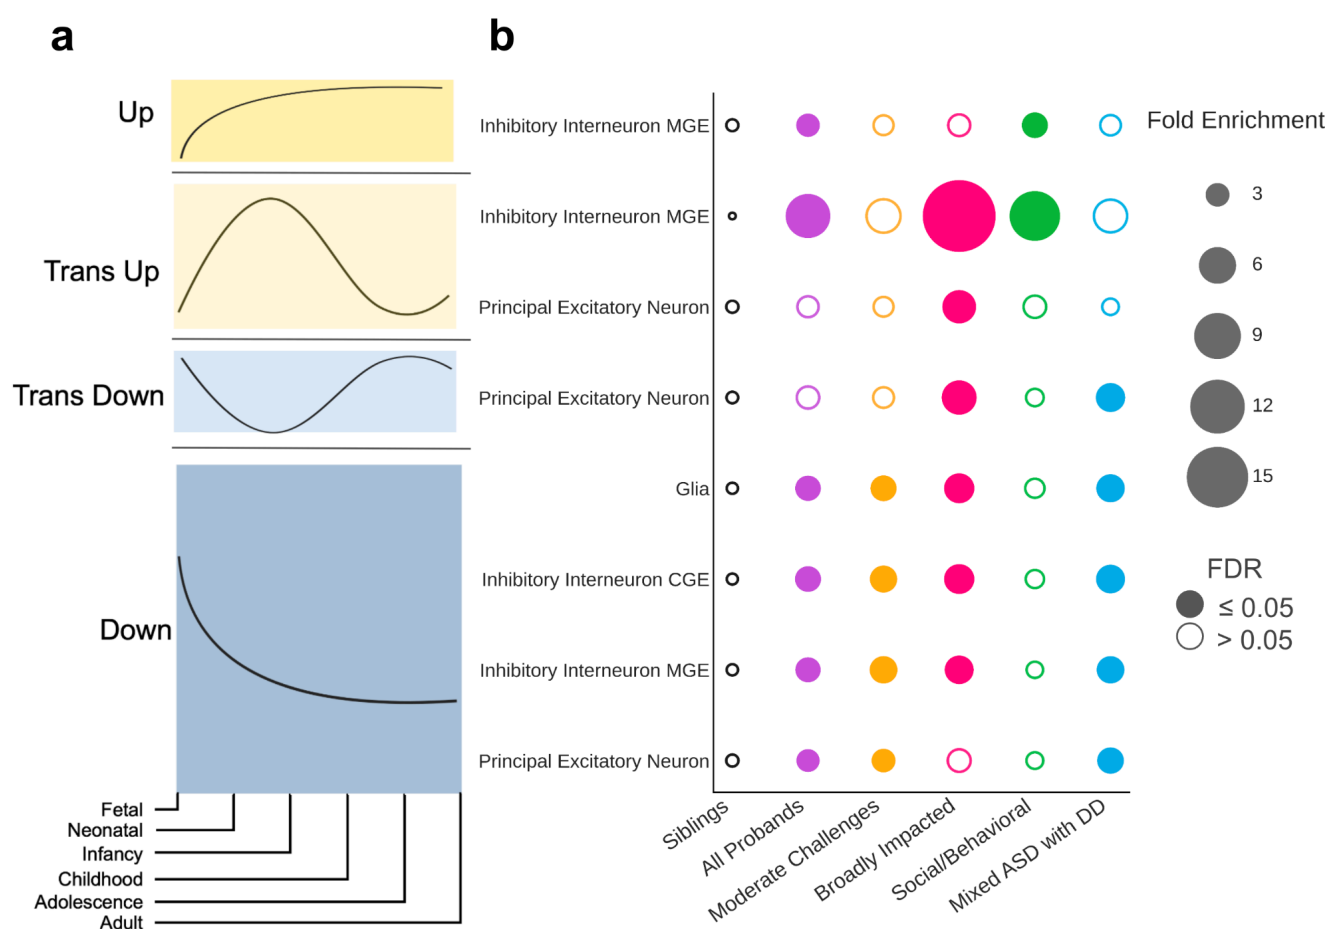 a
Up
Trans Up
Trans Down
Down
Fetal
Neonatal
Infancy
Childhood
Adolescence
Adult
b
Inhibitory Interneuron MGE
Inhibitory Interneuron MGE
Principal Excitatory Neuron
Principal Excitatory Neuron
Glia
Inhibitory Interneuron CGE
Inhibitory Interneuron MGE
Principal Excitatory Neuron
Siblings
All Probands
Moderate Challenges
Broadly Impacted
Social/Behavioral
Mixed ASD with DD
Fold Enrichment
3
6
9
12
15
FDR
≤ 0.05
> 0.05